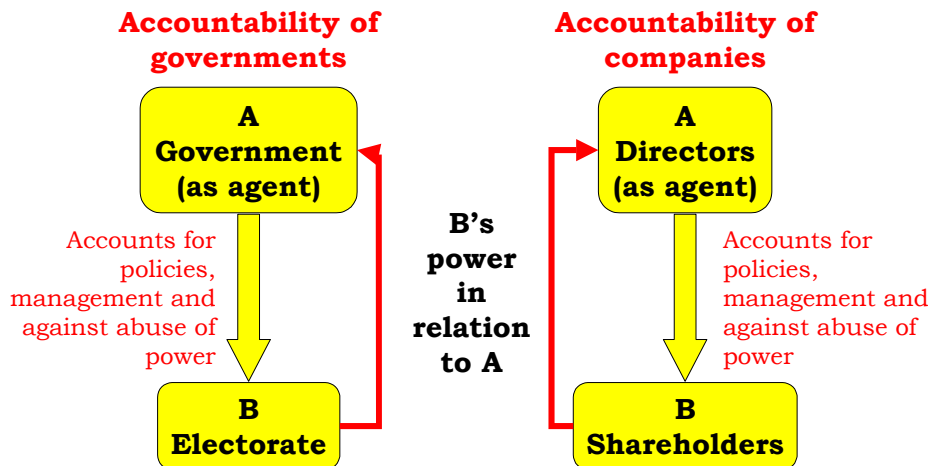 Accountability of
governments
A
Government
(as agent)
Accounts for
policies,
management and
against abuse of
power
B
Electorate
B’s
power
in
relation
to A
Accountability of
companies
A
Directors
(as agent)
Accounts for
policies,
management and
against abuse of
power
B
Shareholders